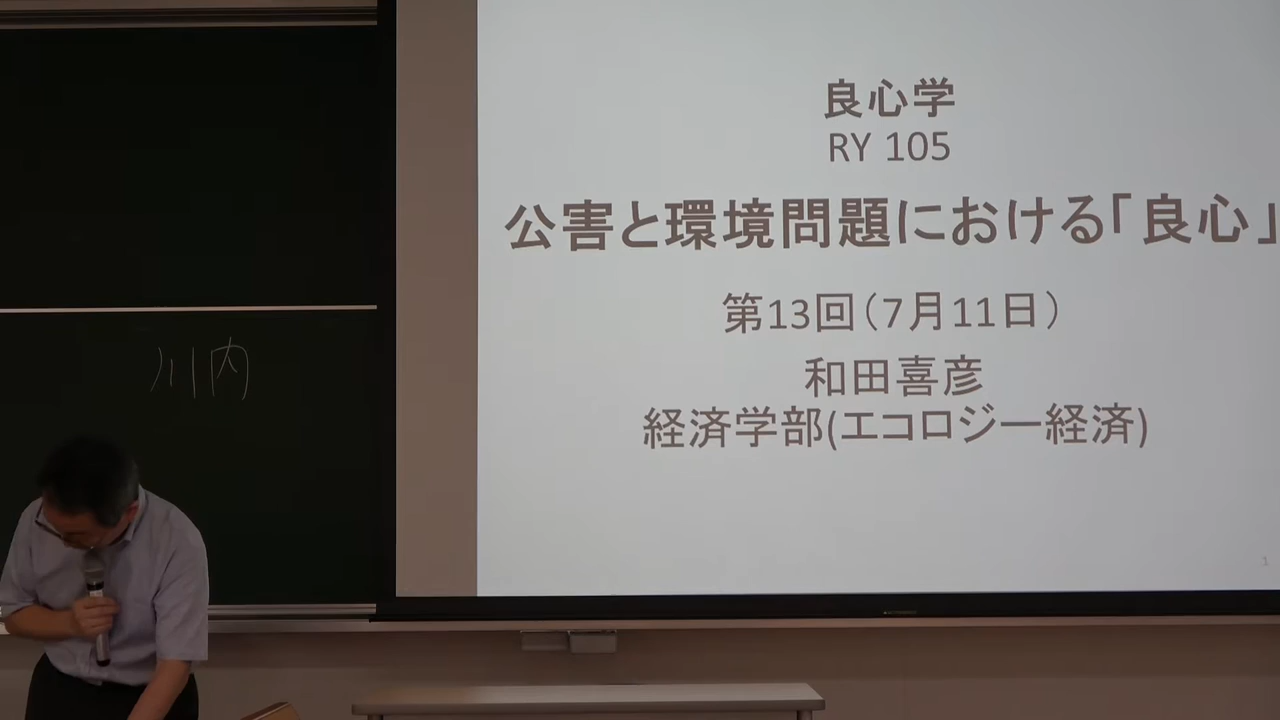 良心学
RY 105
公害と環境問題における「良心」
第13回（7月11日）
和田喜彦
経済学部(エコロジー経済)
1
川内